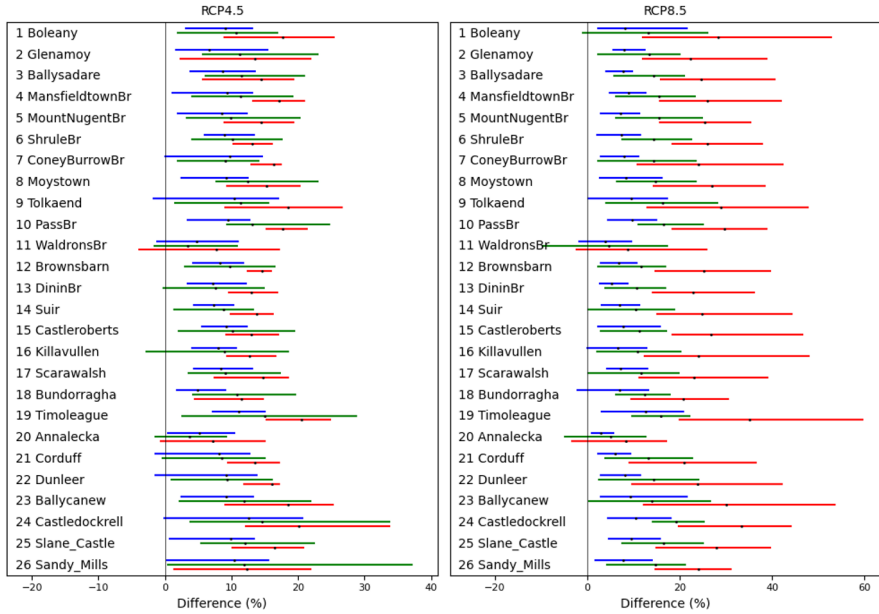 RCP4.5
1 Boleany
2 Glenamoy
3 Ballysadare
4 MansfieldtownBr
5 MountNugentBr
6 ShruleBr
7 ConeyBurrowBr
8 Moystown
9 Tolkaend
10 PassBr
11 WaldronsBr
12 Brownsbarn
13 DininBr
14 Suir
15 Castleroberts
16 Killavullen
17 Scarawalsh
18 Bundorragha
19 Timoleague
20 Annalecka
21 Corduff
22 Dunleer
23 Ballycanew
24 Castledockrell
25 Slane_Castle
26 Sandy_Mills
−20 0 20 40
Difference (%)
RCP8.5
1 Boleany
2 Glenamoy
3 Ballysadare
4 MansfieldtownBr
5 MountNugentBr
6 ShruleBr
7 ConeyBurrowBr
8 Moystown
9 Tolkaend
10 PassBr
11 WaldronsBr
12 Brownsbarn
13 DininBr
14 Suir
15 Castleroberts
16 Killavullen
17 Scarawalsh
18 Bundorragha
19 Timoleague
20 Annalecka
21 Corduff
22 Dunleer
23 Ballycanew
24 Castledockrell
25 Slane_Castle
26 Sandy_Mills
−20 0 20 40 60
Difference (%)